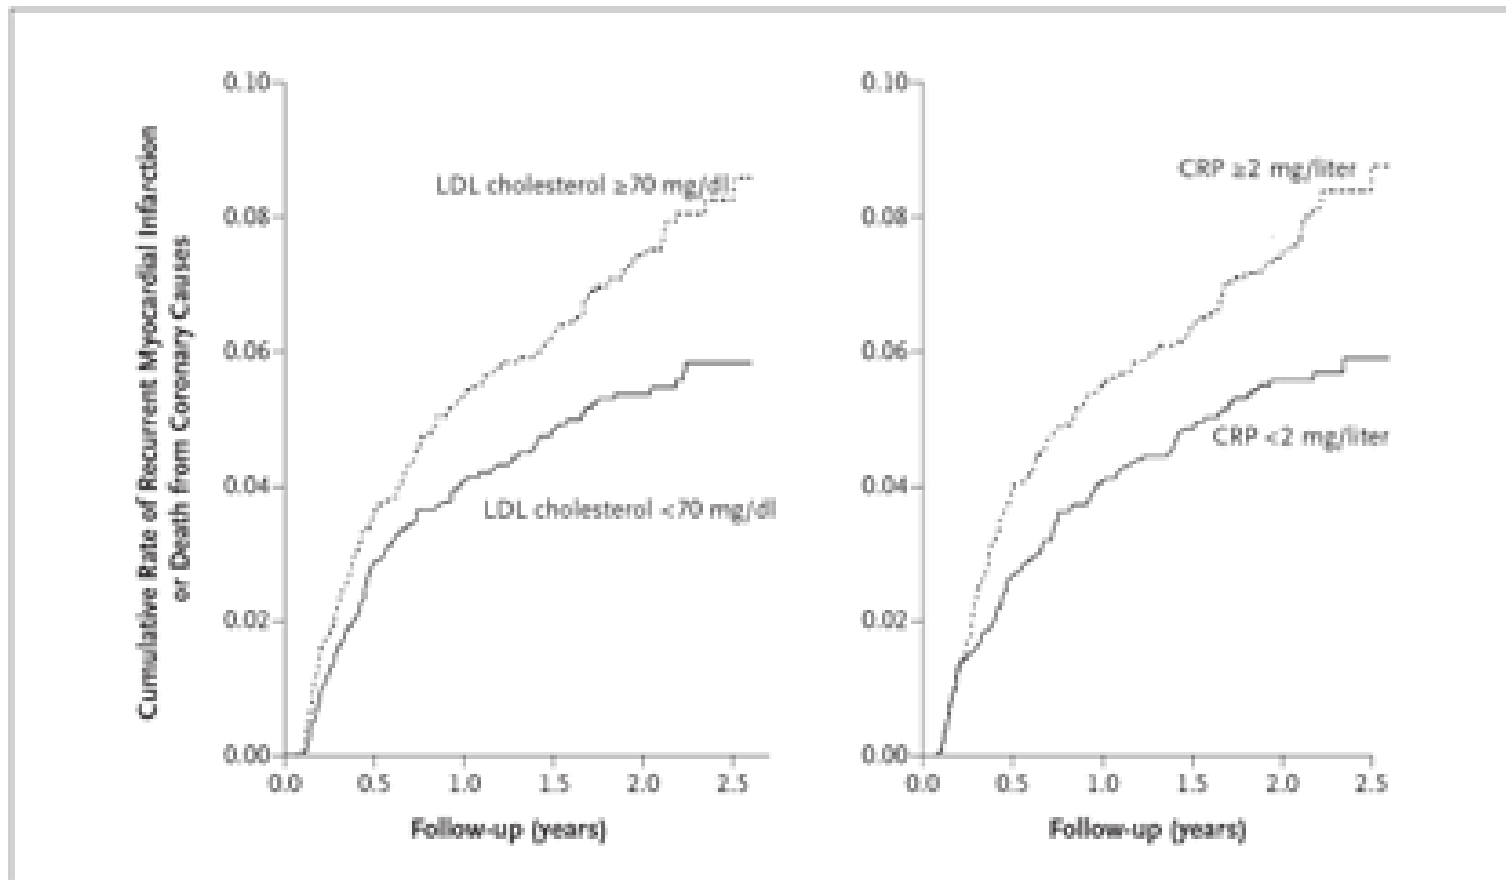 Cumulative Rate of Recurrent Myocardial Infarction
or Death from Coronary Causes
0.10
0.08
0.06
0.04
0.02
0.00
0.0 0.5 1.0 1.5 2.0 2.5
Follow-up (years)
LDL cholesterol ≥70 mg/dl
LDL cholesterol <70 mg/dl
0.10
0.08
0.06
0.04
0.02
0.00
0.0 0.5 1.0 1.5 2.0 2.5
Follow-up (years)
CRP ≥2 mg/liter
CRP <2 mg/liter